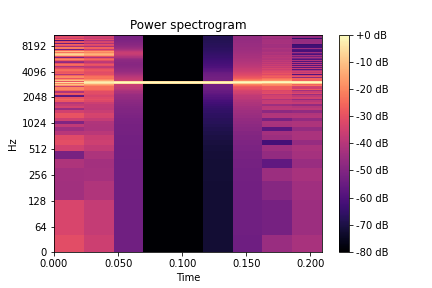 Power spectrogram
8192
4096
2048
1024
512
256
128
64
0
Hz
0.000 0.050 0.100 0.150 0.200
Time
+0 dB
-10 dB
-20 dB
-30 dB
-40 dB
-50 dB
-60 dB
-70 dB
-80 dB